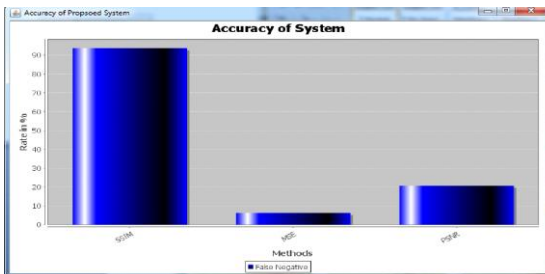 Accuracy of Propsoed System
Accuracy of System
Rate in %
90
80
70
60
50
40
30
20
10
0
SSIM
MSE
PSNR
Methods
False Negative